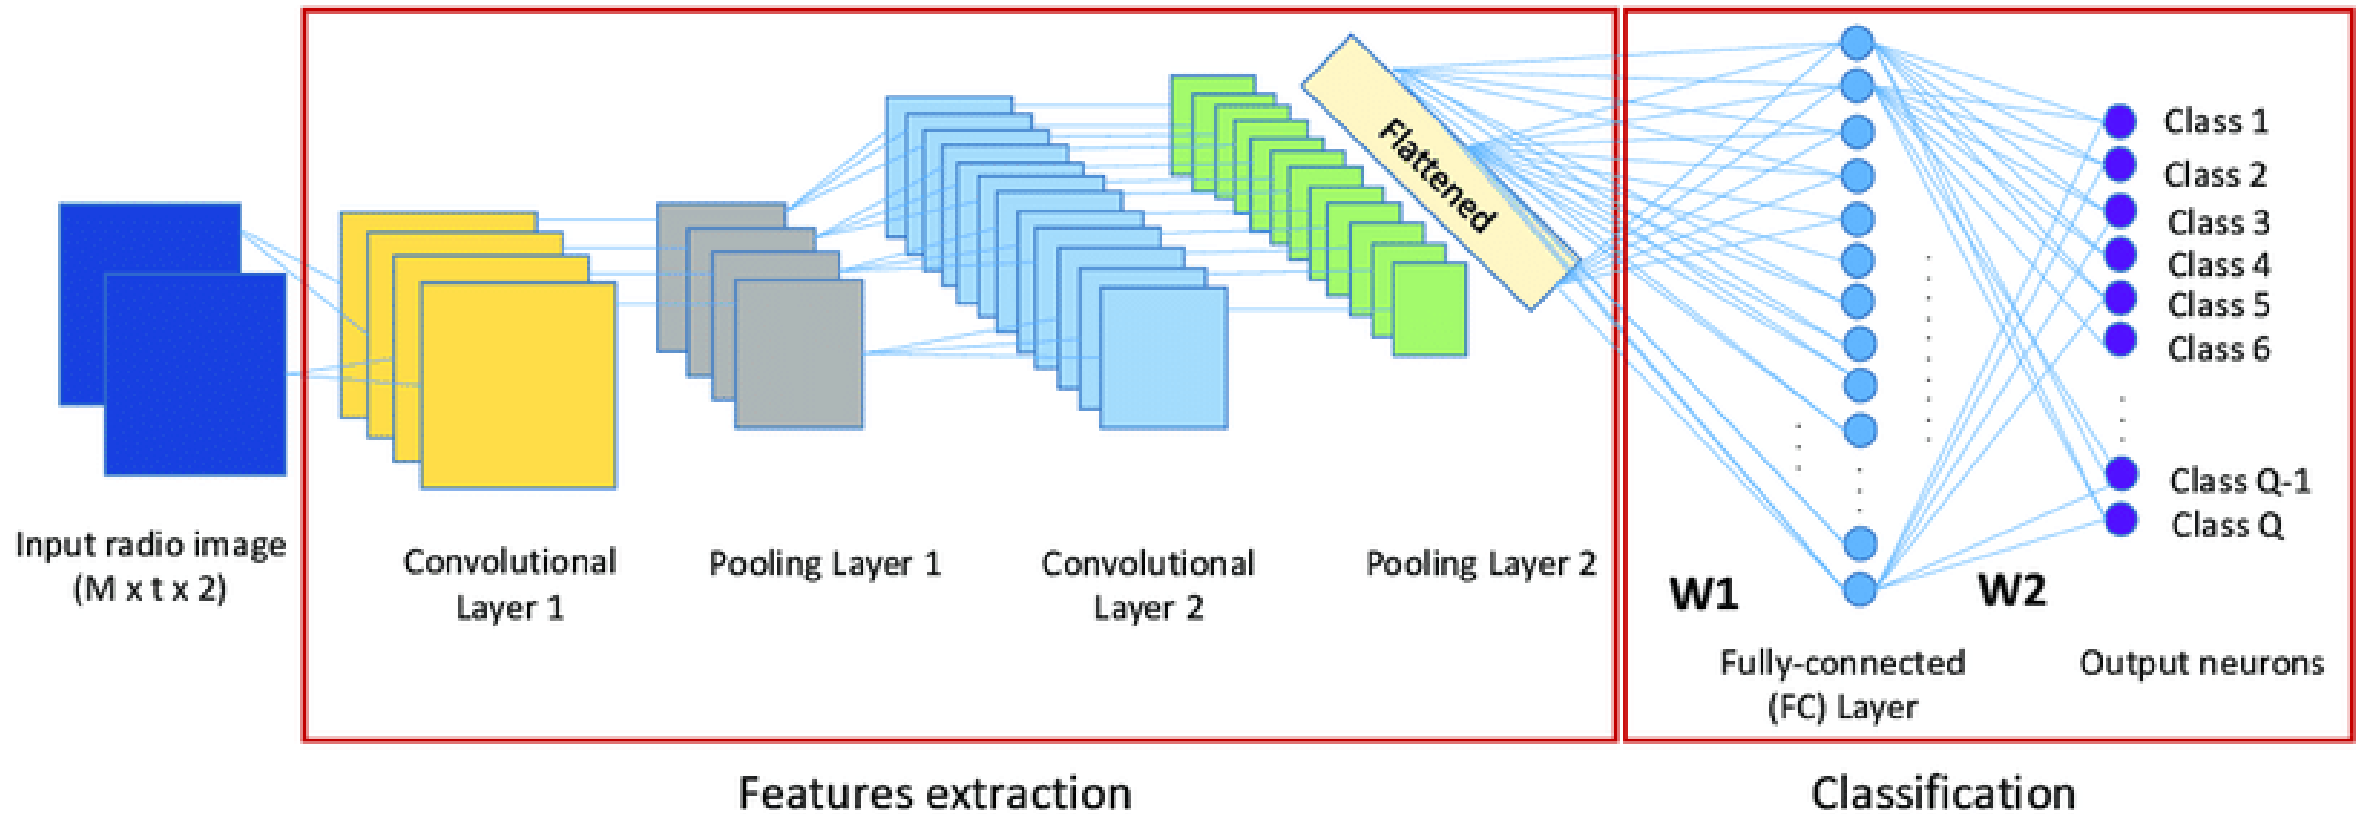 Flattened
Class 1
Class 2
Class 3
Class 4
Class 5
Class 6
Class Q-1
Class Q
Input radio image
(M x t x 2)
Convolutional
Layer 1
Pooling Layer 1
Convolutional
Layer 2
Pooling Layer 2
W1
W2
Fully-connected
(FC) Layer
Output neurons
Features extraction
Classification